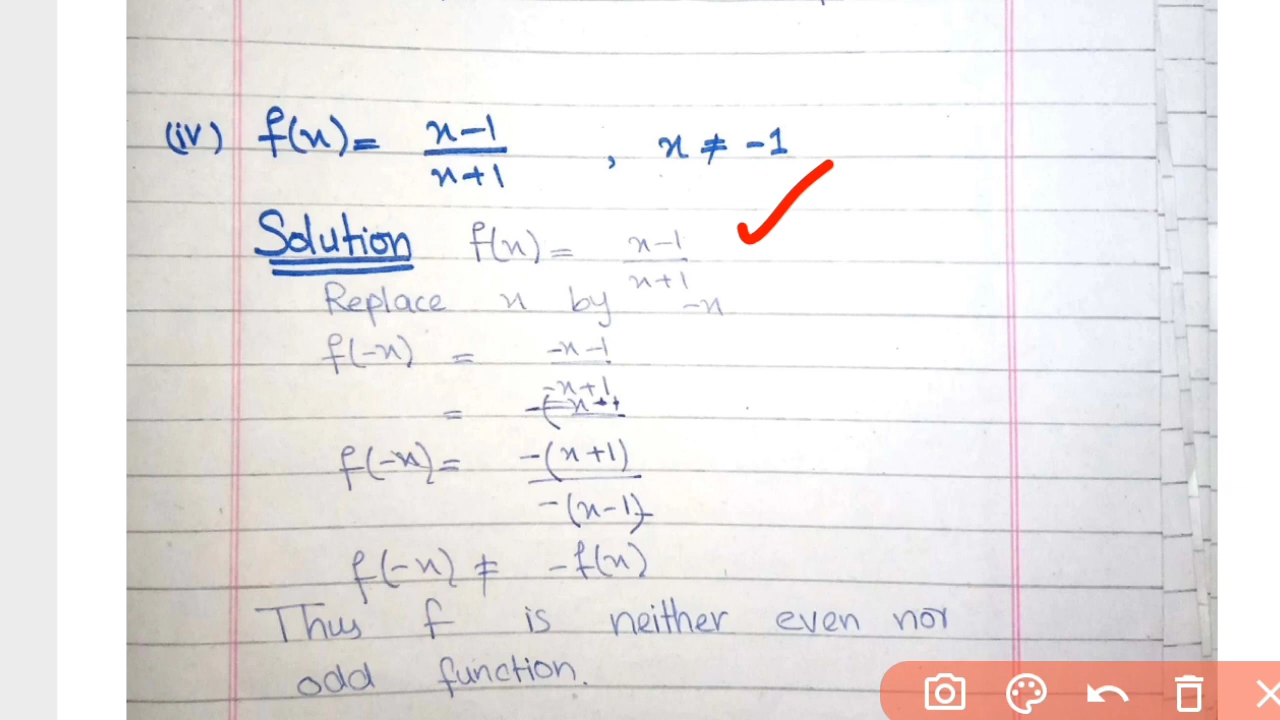 (iv) f(x) = x-1 / x+1 , x ≠ -1
Solution f(x) = x-1 / x+1
Replace x by -x
f(-x) = -x-1 / -x+1
=
f(-x) = -(x+1) / -(x-1)
f(-x) ≠ -f(x)
Thus f is neither even nor
odd function.